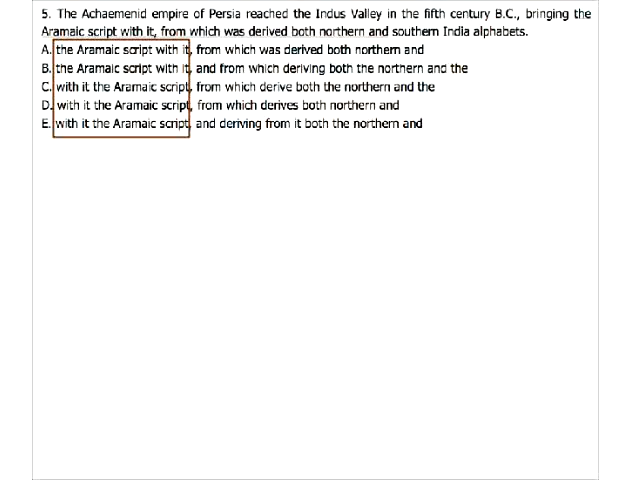 5. The Achaemenid empire of Persia reached the Indus Valley in the fifth century B.C., bringing the
Aramaic script with it, from which was derived both northern and southern India alphabets.
A. the Aramaic script with it, from which was derived both northern and
B. the Aramaic script with it, and from which deriving both the northern and the
C. with it the Aramaic script, from which derive both the northern and the
D. with it the Aramaic script, from which derives both northern and
E. with it the Aramaic script, and deriving from it both the northern and